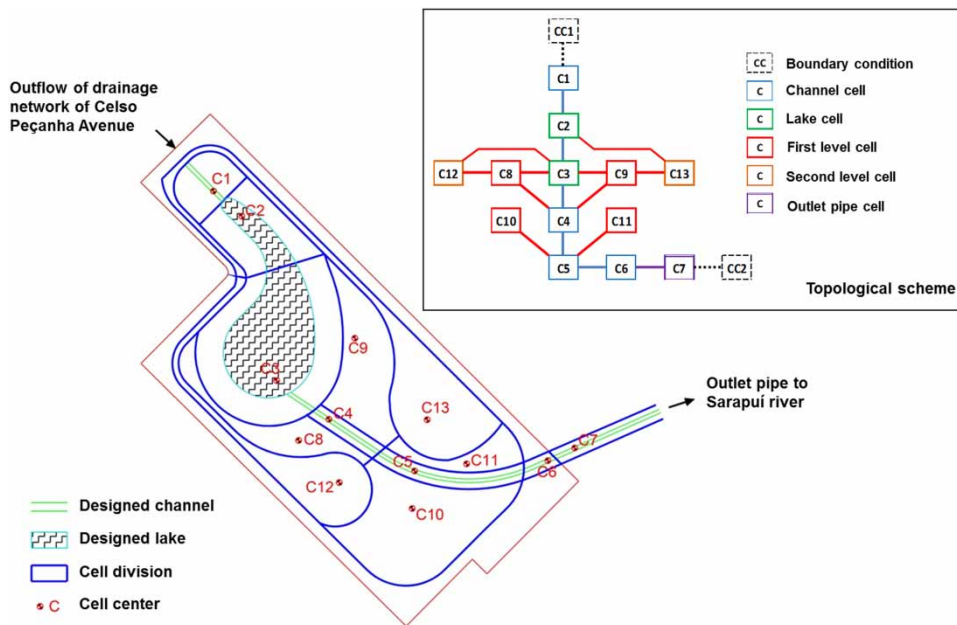 Outflow of drainage
network of Celso
Peçanha Avenue
C1
C2
C3
C9
C4
C13
C8
C5
C11
C12
C10
C6
C7
Outlet pipe to
Sarapuí river
Designed channel
Designed lake
Cell division
C Cell center
CC1
C1
C2
C12 C8 C3 C9 C13
C10 C4 C11
C5 C6 C7 CC2
CC Boundary condition
C Channel cell
C Lake cell
C First level cell
C Second level cell
C Outlet pipe cell
Topological scheme